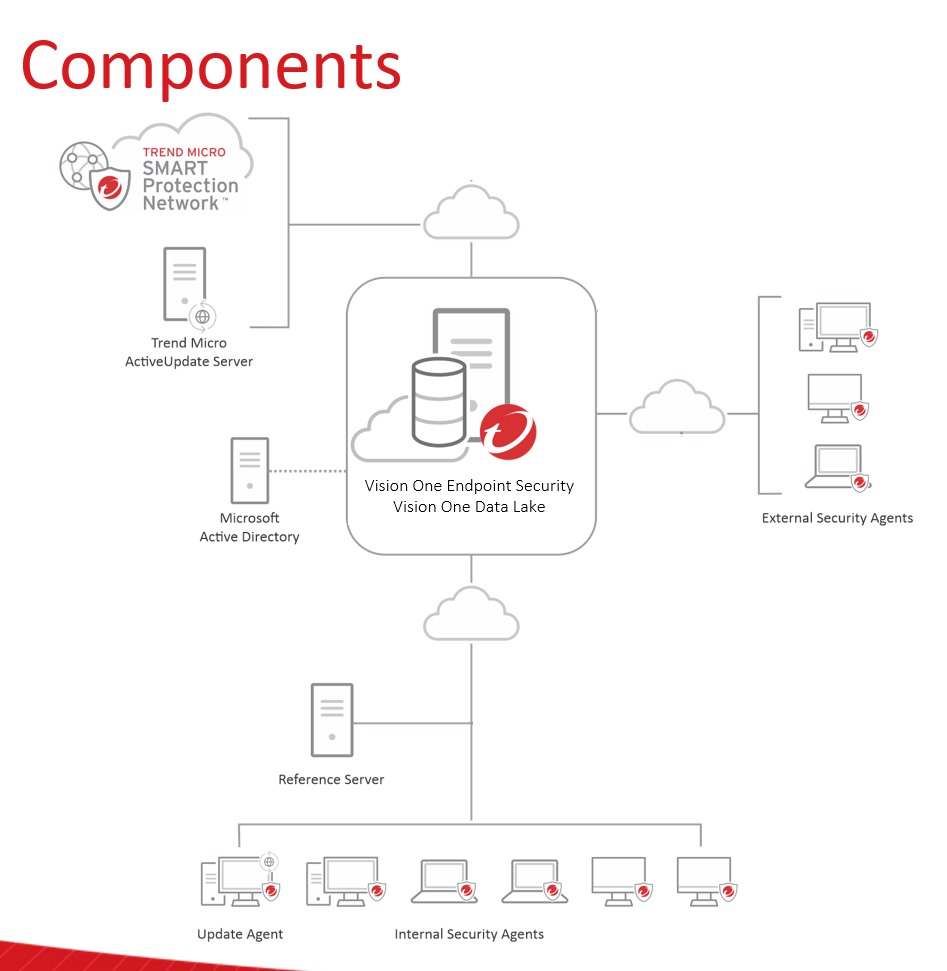 Components
TREND MICRO
SMART
Protection
Network™
Trend Micro
ActiveUpdate Server
Vision One Endpoint Security
Vision One Data Lake
Microsoft
Active Directory
External Security Agents
Reference Server
Update Agent
Internal Security Agents